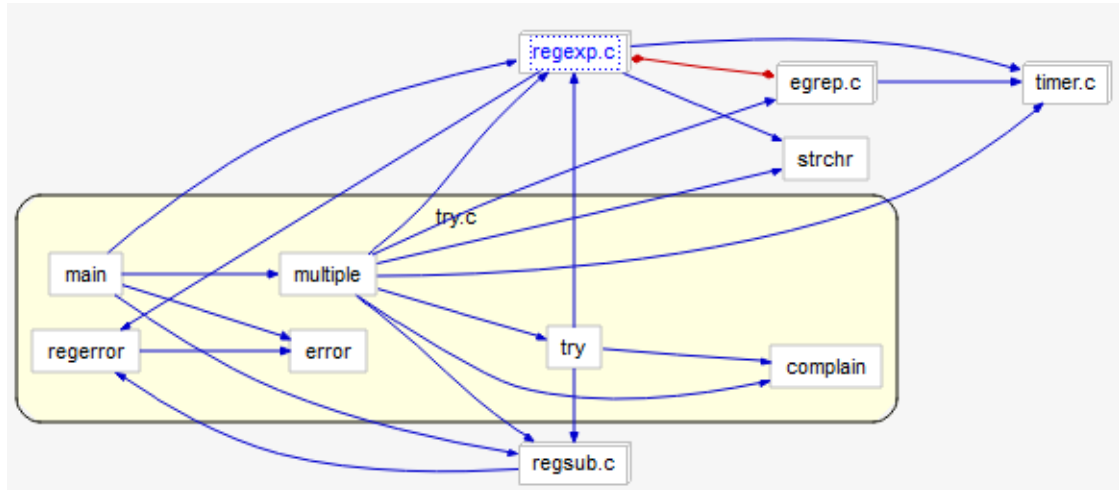 regexp.c
egrep.c
timer.c
strchr
try.c
main
multiple
regerror
error
try
complain
regsub.c